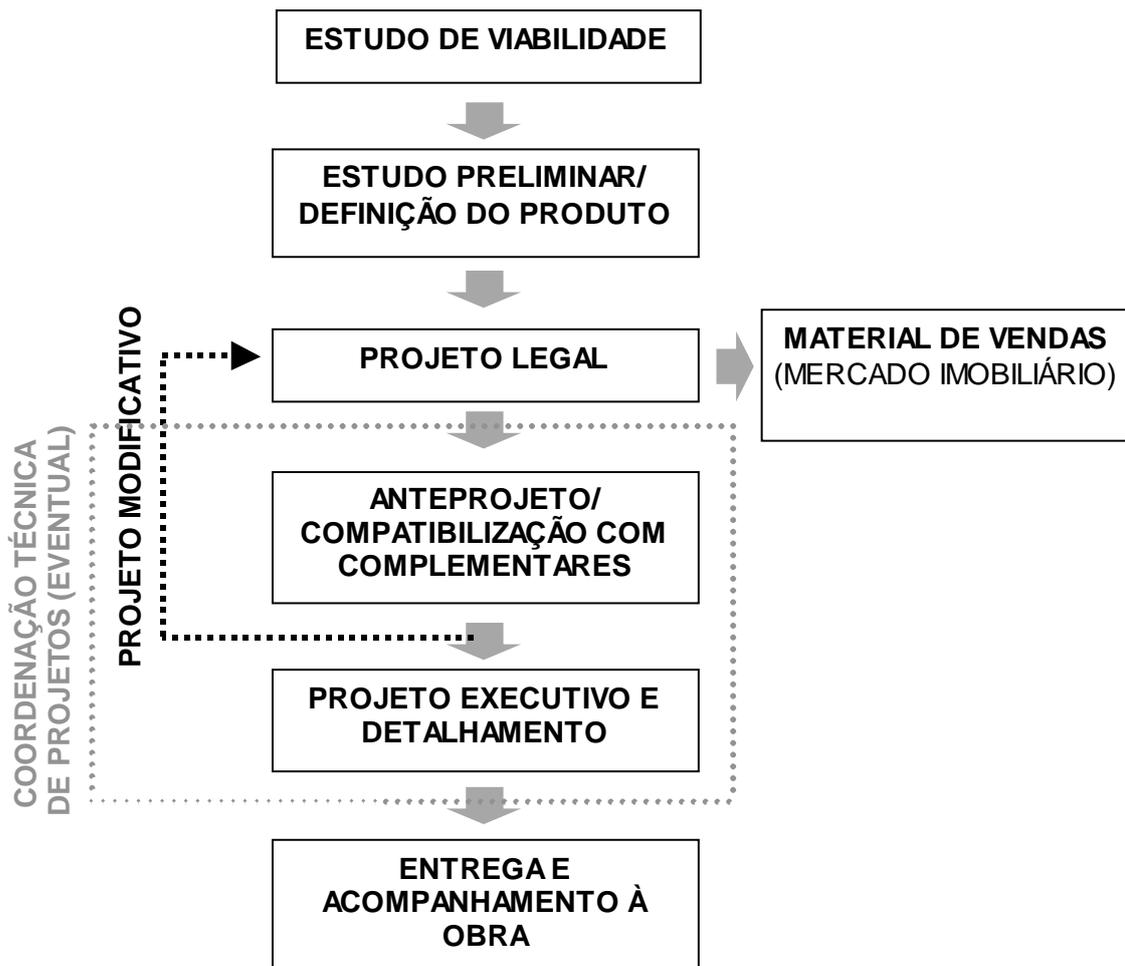 ESTUDO DE VIABILIDADE
ESTUDO PRELIMINAR/
DEFINIÇÃO DO PRODUTO
PROJETO LEGAL
MATERIAL DE VENDAS
(MERCADO IMOBILIÁRIO)
PROJETO MODIFICATIVO
COORDENAÇÃO TÉCNICA
DE PROJETOS (EVENTUAL)
ANTEPROJETO/
COMPATIBILIZAÇÃO COM
COMPLEMENTARES
PROJETO EXECUTIVO E
DETALHAMENTO
ENTREGA E
ACOMPANHAMENTO À
OBRA